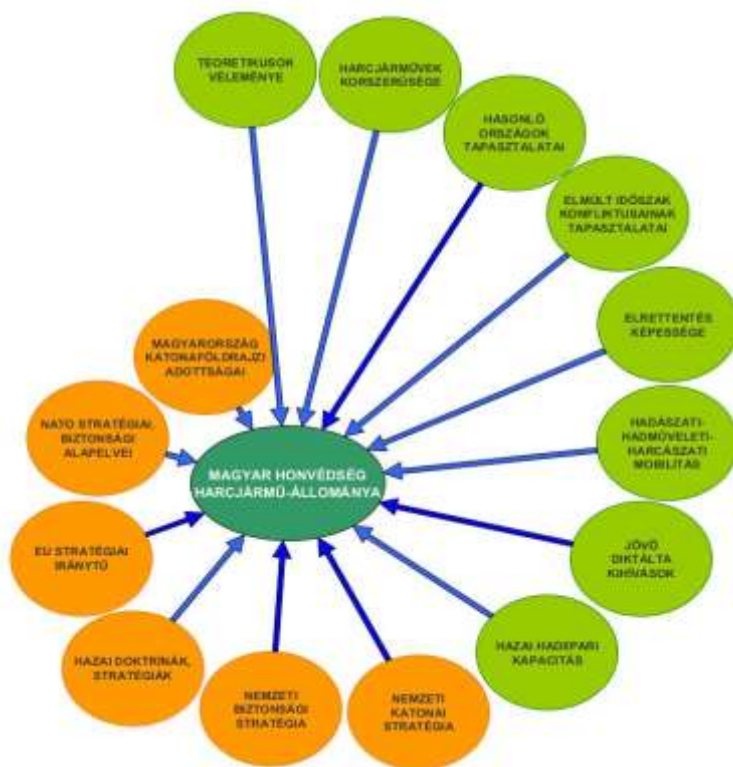 TEORETIKUSOK
VÉLEMÉNYE
HARCJÁRMŰVEK
KORSZERŰSÉGE
HASONLÓ
ORSZÁGOK
TAPASZTALATAI
ELMÚLT IDŐSZAK
KONFLIKTUSAINAK
TAPASZTALATAI
ELRETTENTÉS
KÉPESSÉGE
HADÁSZATI-
HADMŰVELETI-
HARCÁSZATI
MOBILITÁS
JÖVŐ
DIKTÁLTA
KIHÍVÁSOK
HAZAI HADIIPARI
KAPACITÁS
NEMZETI
KATONAI
STRATÉGIA
NEMZETI
BIZTONSÁGI
STRATÉGIA
HAZAI DOKTRINÁK,
STRATÉGIÁK
EU STRATÉGIAI
IRÁNYTŰ
NATO STRATÉGIAI,
BIZTONSÁGI
ALAPELVEI
MAGYARORSZÁG
KATONAFÖLDRAJZI
ADOTTSÁGAI
MAGYAR HONVÉDSÉG
HARCJÁRMŰ-ÁLLOMÁNYA